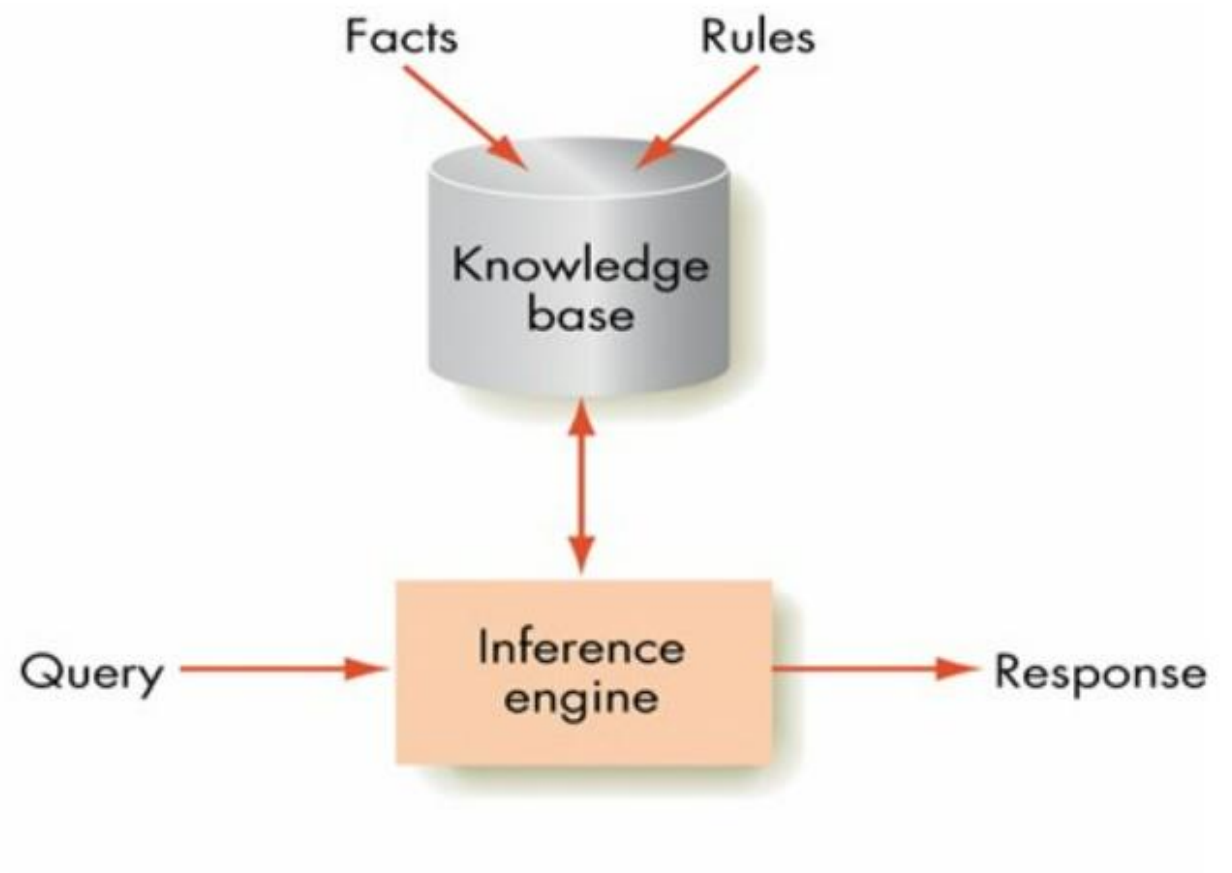 Facts
Rules
Knowledge
base
Query
Inference
engine
Response